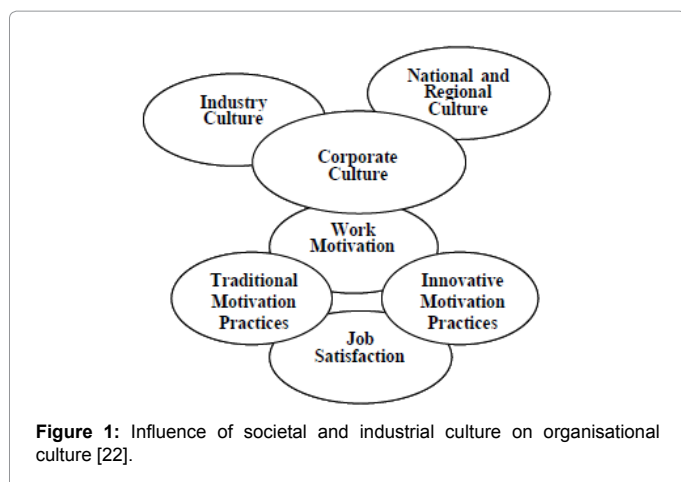 National and
Regional
Culture
Industry
Culture
Corporate
Culture
Work
Motivation
Traditional
Motivation
Practices
Innovative
Motivation
Practices
Job
Satisfaction
Figure 1: Influence of societal and industrial culture on organisational
culture [22].